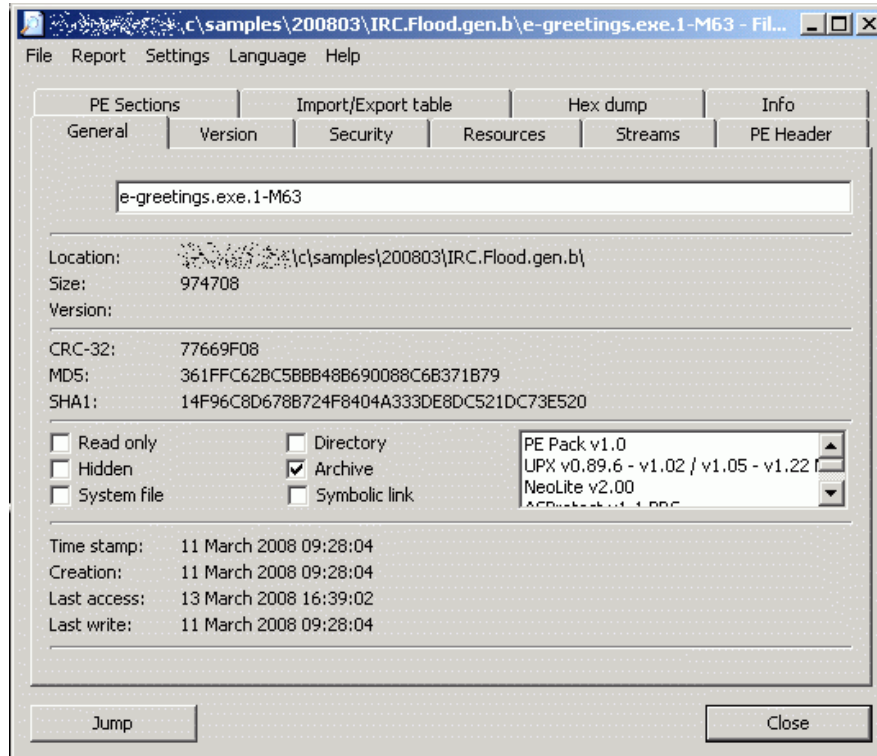 c\samples\200803\IRC.Flood.gen.b\e-greetings.exe.1-M63 - Fil...
File Report Settings Language Help
PE Sections Import/Export table Hex dump Info
General Version Security Resources Streams PE Header
e-greetings.exe.1-M63
Location: \c\samples\200803\IRC.Flood.gen.b\
Size: 974708
Version:
CRC-32: 77669F08
MD5: 361FFC62BC5BBB48B690088C6B371B79
SHA1: 14F96C8D678B724F8404A333DE8DC521DC73E520
Read only Directory PE Pack v1.0
Hidden Archive UPX v0.89.6 - v1.02 / v1.05 - v1.22
System file Symbolic link NeoLite v2.00
Time stamp: 11 March 2008 09:28:04
Creation: 11 March 2008 09:28:04
Last access: 13 March 2008 16:39:02
Last write: 11 March 2008 09:28:04
Jump Close